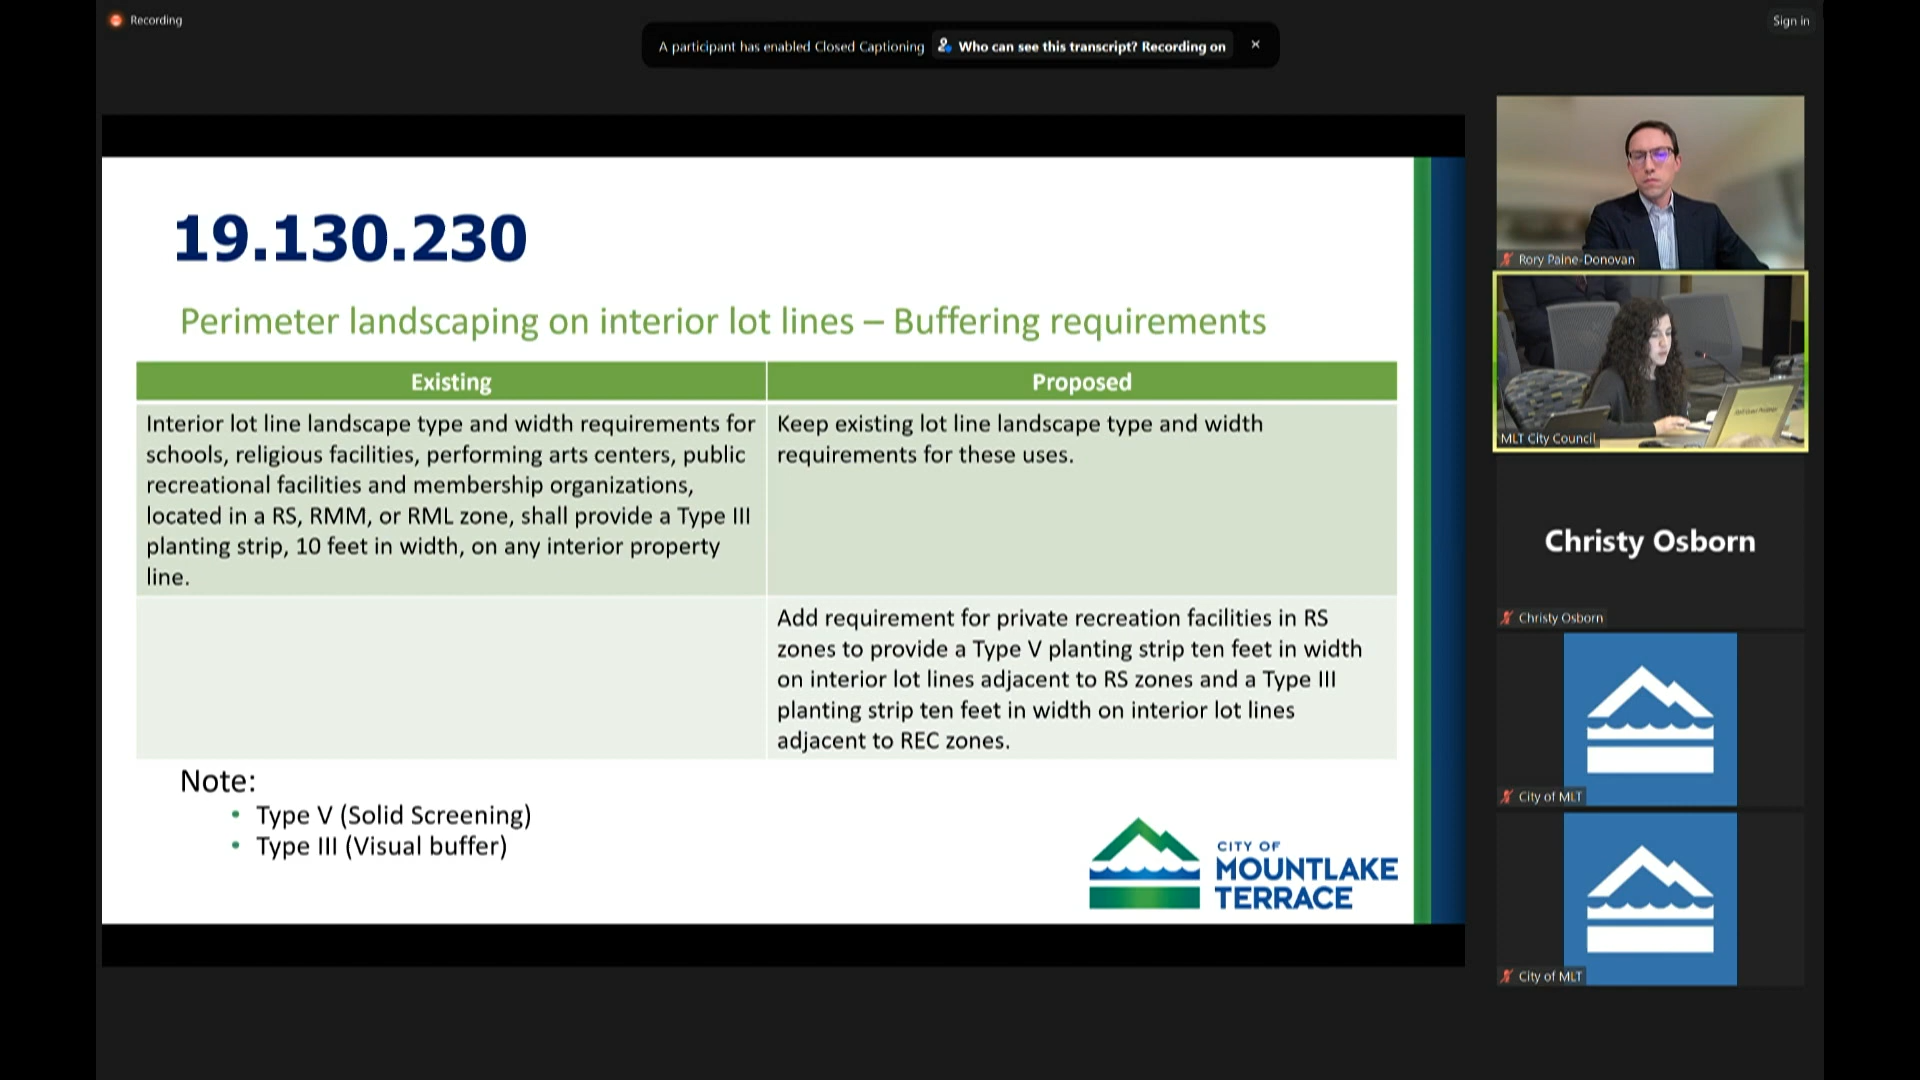 Recording
Sign in
A participant has enabled Closed Captioning Who can see this transcript? Recording on
19.130.230
Perimeter landscaping on interior lot lines – Buffering requirements
Existing
Proposed
Interior lot line landscape type and width requirements for
schools, religious facilities, performing arts centers, public
recreational facilities and membership organizations,
located in a RS, RMM, or RML zone, shall provide a Type III
planting strip, 10 feet in width, on any interior property
line.
Keep existing lot line landscape type and width
requirements for these uses.
Add requirement for private recreation facilities in RS
zones to provide a Type V planting strip ten feet in width
on interior lot lines adjacent to RS zones and a Type III
planting strip ten feet in width on interior lot lines
adjacent to REC zones.
Note:
• Type V (Solid Screening)
• Type III (Visual buffer)
CITY OF
MOUNTLAKE
TERRACE
Rory Paine-Donovan
MLT City Council
Christy Osborn
Christy Osborn
City of MLT
City of MLT